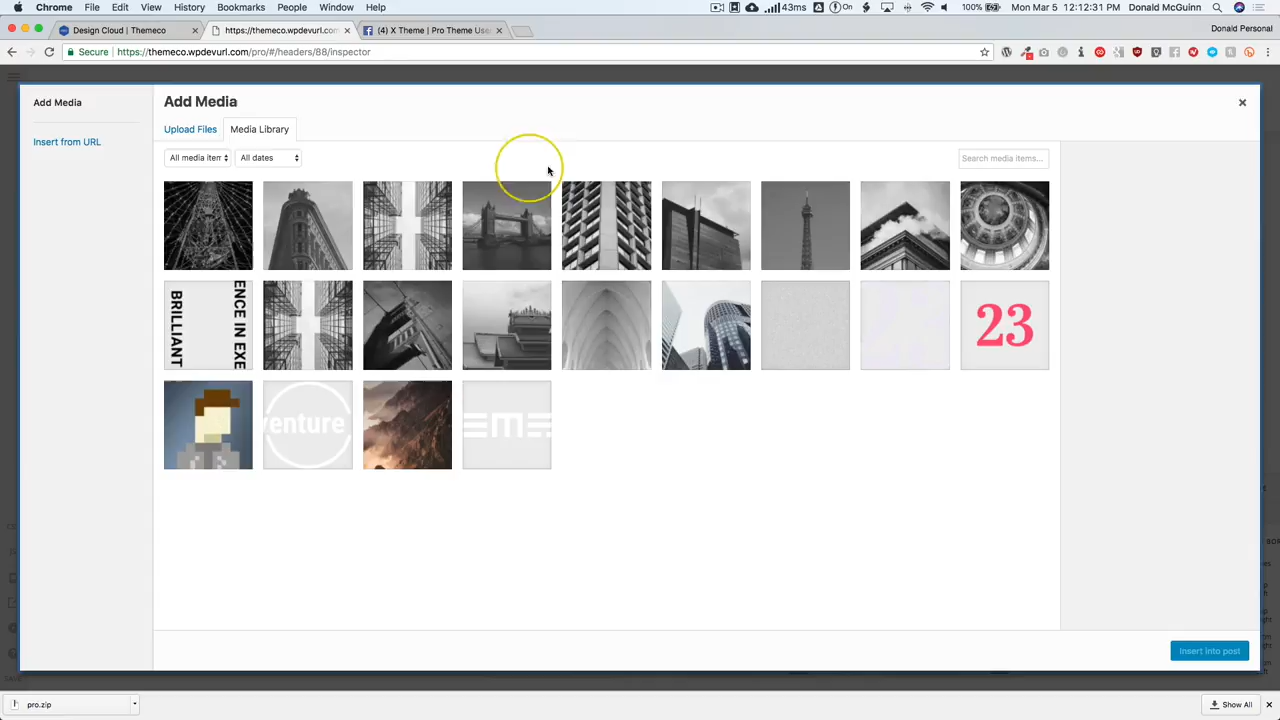 Chrome File Edit View History Bookmarks People Window Help 43ms On 100% Mon Mar 5 12:12:31 PM Donald McGuinn
Design Cloud | Themeco https://themeco.wpdevurl.com (4) X Theme | Pro Theme Use Donald Personal
Secure https://themeco.wpdevurl.com/pro/#/headers/88/inspector
Add Media
Add Media
Insert from URL
Upload Files Media Library
All media item All dates Search media items...
BRILLIANT
ENCE IN EXE
23
venture
Insert into post
pro.zip Show All